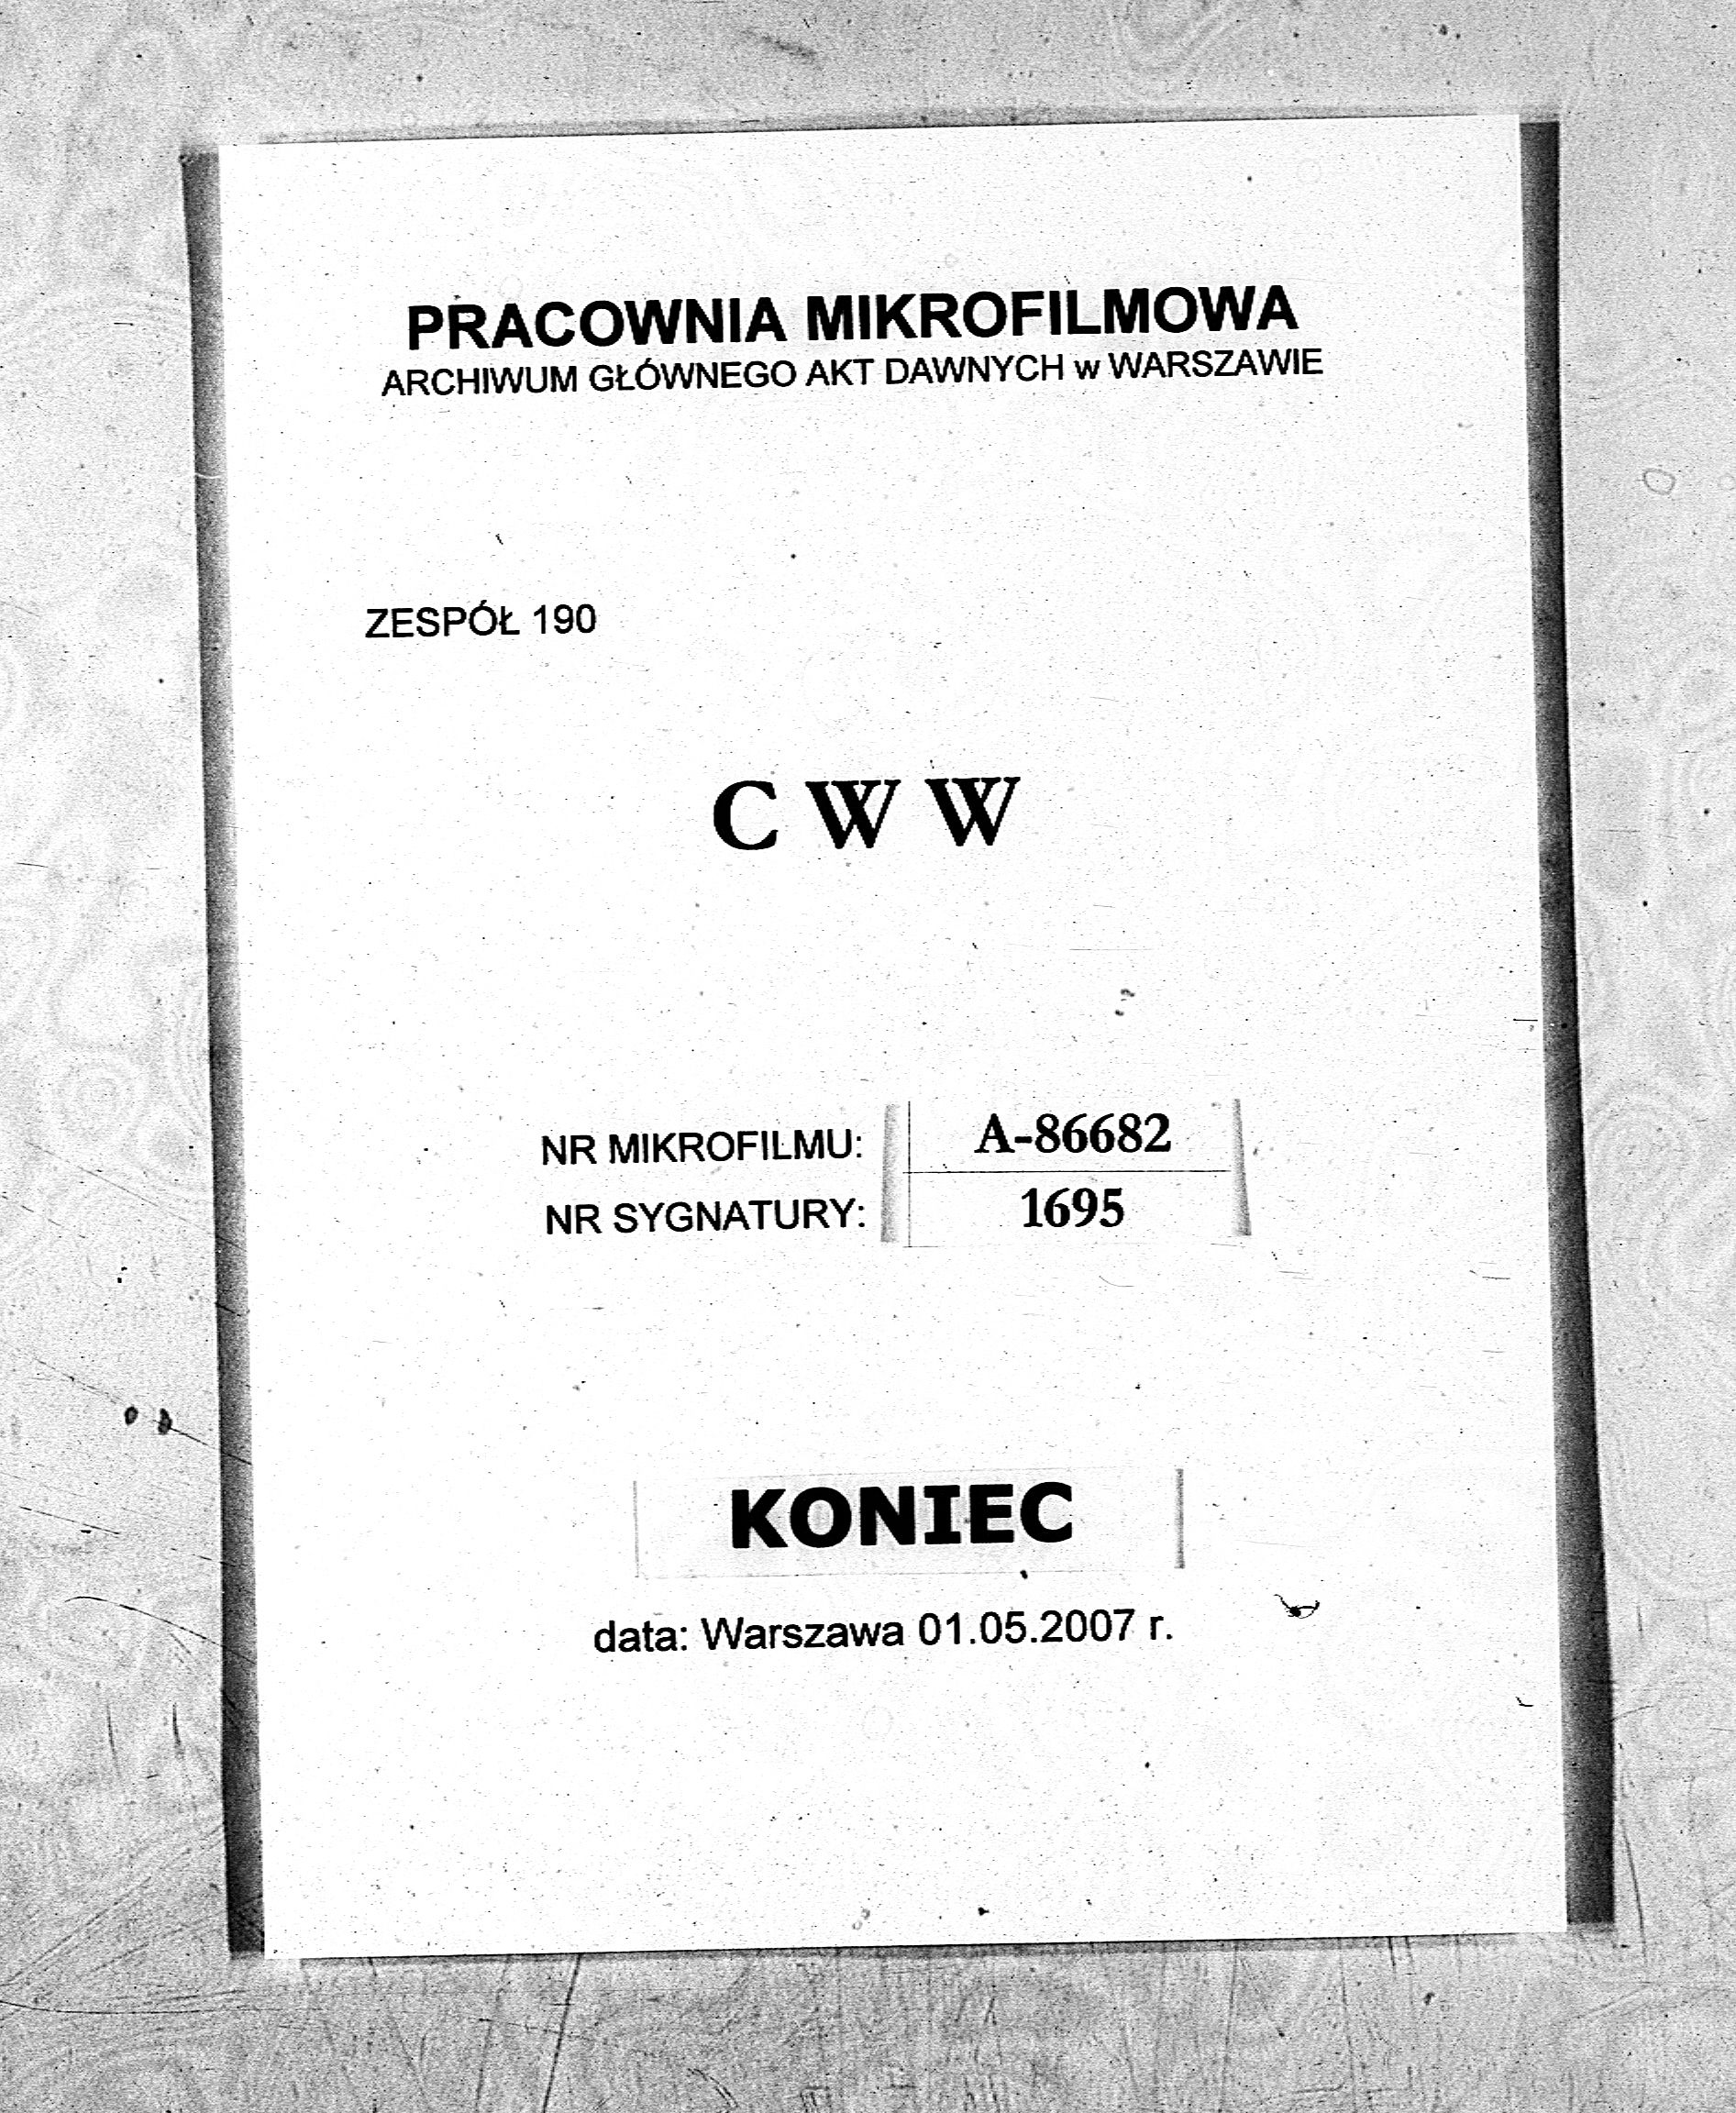 PRACOWNIA MIKROFILMOWA
ARCHIWUM GŁÓWNEGO AKT DAWNYCH w WARSZAWIE
ZESPÓŁ 190
C W W
NR MIKROFILMU: A-86682
NR SYGNATURY: 1695
KONIEC
data: Warszawa 01.05.2007 r.